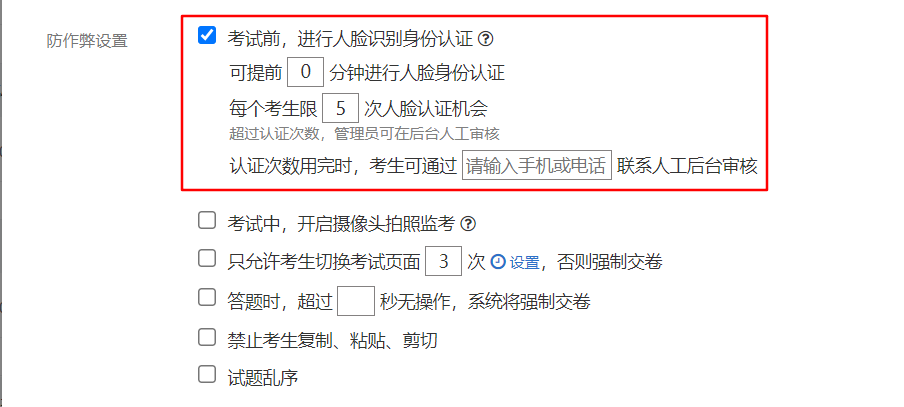 防作弊设置
考试前，进行人脸识别身份认证 ?
可提前 0 分钟进行人脸身份认证
每个考生限 5 次人脸认证机会
超过认证次数，管理员可在后台人工审核
认证次数用完时，考生可通过 请输入手机或电话 联系人工后台审核
考试中，开启摄像头拍照监考 ?
只允许考生切换考试页面 3 次 设置，否则强制交卷
答题时，超过 秒无操作，系统将强制交卷
禁止考生复制、粘贴、剪切
试题乱序